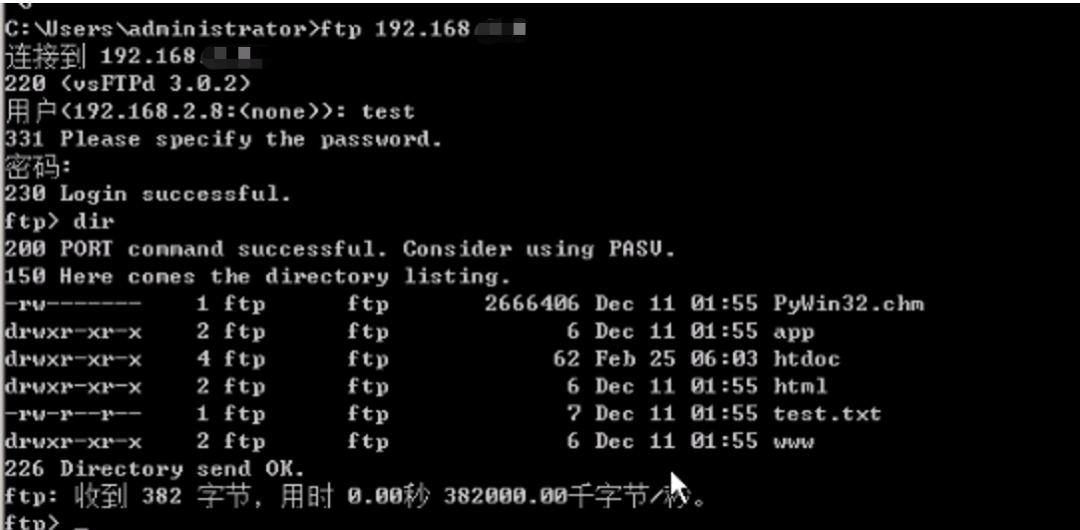 C:\Users\administrator>ftp 192.168
连接到 192.168
220 (vsFTPd 3.0.2)
用户(192.168.2.8:(none)): test
331 Please specify the password.
密码:
230 Login successful.
ftp> dir
200 PORT command successful. Consider using PASV.
150 Here comes the directory listing.
-rw------- 1 ftp ftp 2666406 Dec 11 01:55 PyWin32.chm
drwxr-xr-x 2 ftp ftp 6 Dec 11 01:55 app
drwxr-xr-x 4 ftp ftp 62 Feb 25 06:03 htdoc
drwxr-xr-x 2 ftp ftp 6 Dec 11 01:55 html
-rw-r--r-- 1 ftp ftp 7 Dec 11 01:55 test.txt
drwxr-xr-x 2 ftp ftp 6 Dec 11 01:55 www
226 Directory send OK.
ftp: 收到 382 字节，用时 0.00秒 382000.00千字节/秒。
ftp> _